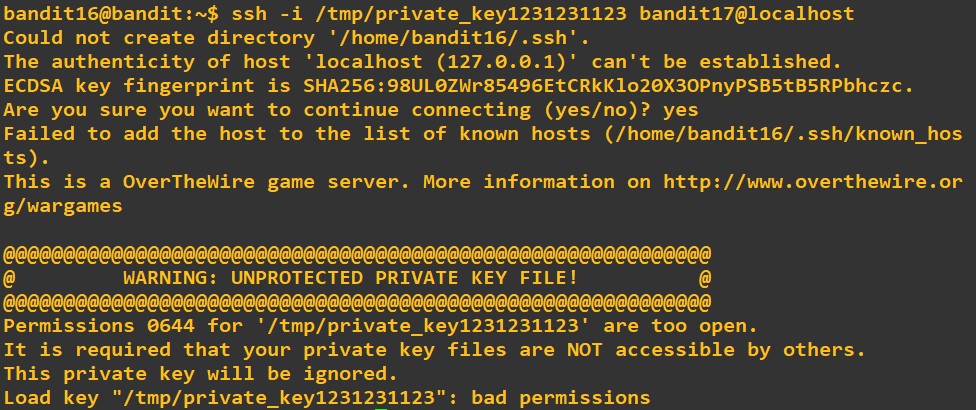 bandit16@bandit:~$ ssh -i /tmp/private_key1231231123 bandit17@localhost
Could not create directory '/home/bandit16/.ssh'.
The authenticity of host 'localhost (127.0.0.1)' can't be established.
ECDSA key fingerprint is SHA256:98UL0ZWr85496EtCRkKlo20X3OPnyPSB5tB5RPbhczc.
Are you sure you want to continue connecting (yes/no)? yes
Failed to add the host to the list of known hosts (/home/bandit16/.ssh/known_hos
ts).
This is a OverTheWire game server. More information on http://www.overthewire.or
g/wargames
@@@@@@@@@@@@@@@@@@@@@@@@@@@@@@@@@@@@@@@@@@@@@@@@@@@@@@@@@@@
@         WARNING: UNPROTECTED PRIVATE KEY FILE!          @
@@@@@@@@@@@@@@@@@@@@@@@@@@@@@@@@@@@@@@@@@@@@@@@@@@@@@@@@@@@
Permissions 0644 for '/tmp/private_key1231231123' are too open.
It is required that your private key files are NOT accessible by others.
This private key will be ignored.
Load key "/tmp/private_key1231231123": bad permissions